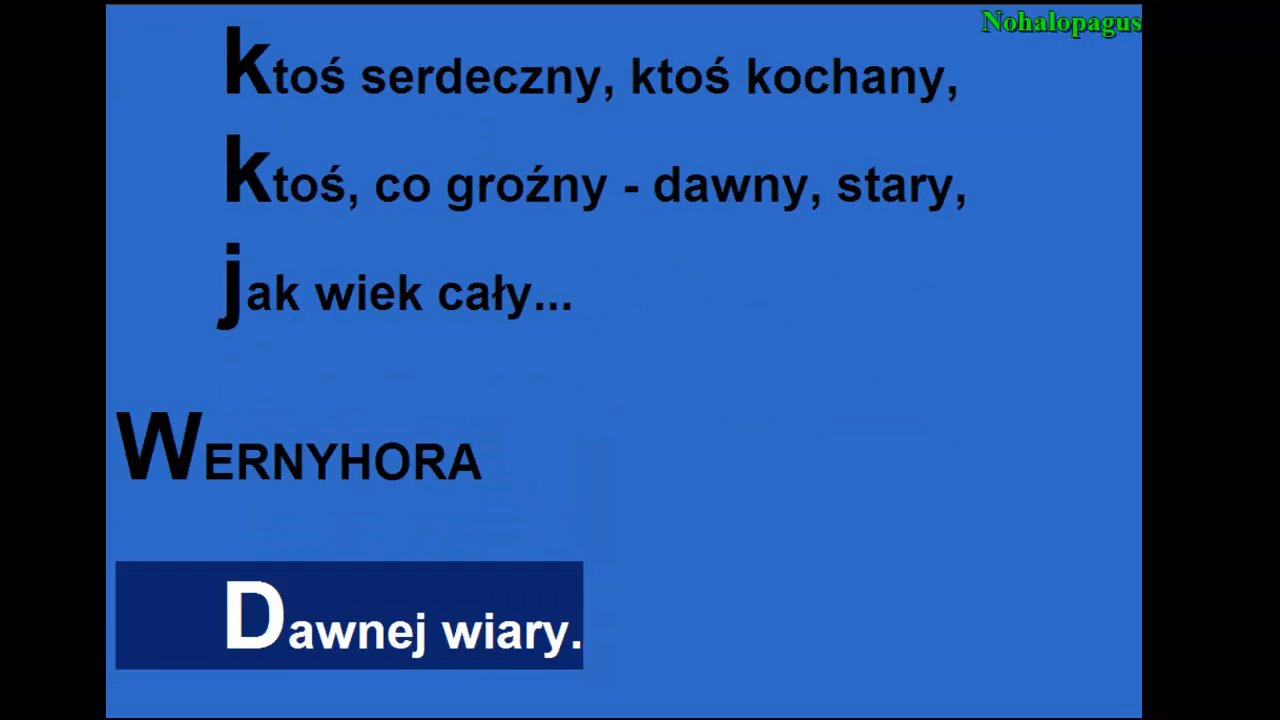 Nohalopagus
ktoś serdeczny, ktoś kochany,
ktoś, co groźny - dawny, stary,
jak wiek cały...
WERNYHORA
Dawnej wiary.